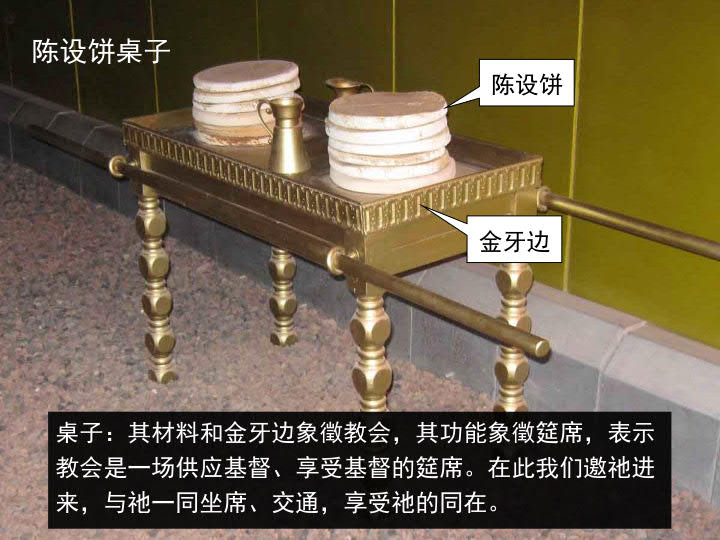 陈设饼桌子
陈设饼
金牙边
桌子：其材料和金牙边象徵教会，其功能象徵筵席，表示
教会是一场供应基督、享受基督的筵席。在此我们邀祂进
来，与祂一同坐席、交通，享受祂的同在。